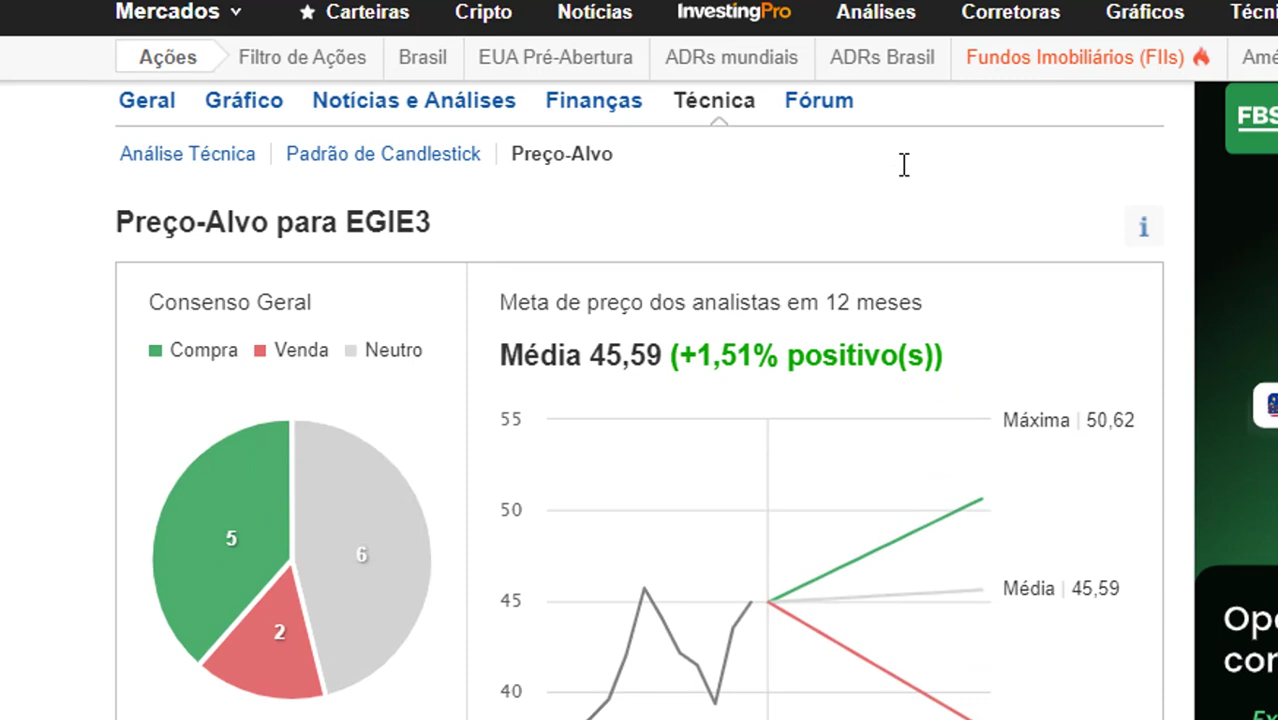 Mercados
Carteiras
Cripto
Notícias
InvestingPro
Análises
Corretoras
Gráficos
Ações
Filtro de Ações
Brasil
EUA Pré-Abertura
ADRs mundiais
ADRs Brasil
Fundos Imobiliários (FIIs)
Geral
Gráfico
Notícias e Análises
Finanças
Técnica
Fórum
Análise Técnica
Padrão de Candlestick
Preço-Alvo
FBS
Preço-Alvo para EGIE3
i
Consenso Geral
Compra
Venda
Neutro
5
6
2
Meta de preço dos analistas em 12 meses
Média 45,59 (+1,51% positivo(s))
55
50
45
40
Máxima | 50,62
Média | 45,59